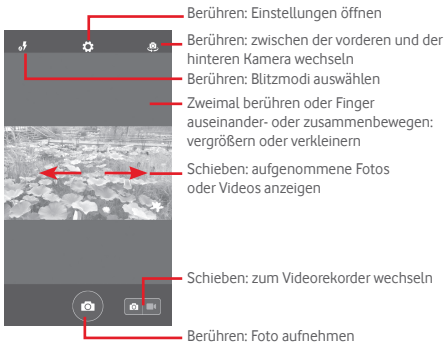 Berühren: Einstellungen öffnen
Berühren: zwischen der vorderen und der
hinteren Kamera wechseln
Berühren: Blitzmodi auswählen
Zweimal berühren oder Finger
auseinander- oder zusammenbewegen:
vergrößern oder verkleinern
Schieben: aufgenommene Fotos
oder Videos anzeigen
Schieben: zum Videorekorder wechseln
Berühren: Foto aufnehmen